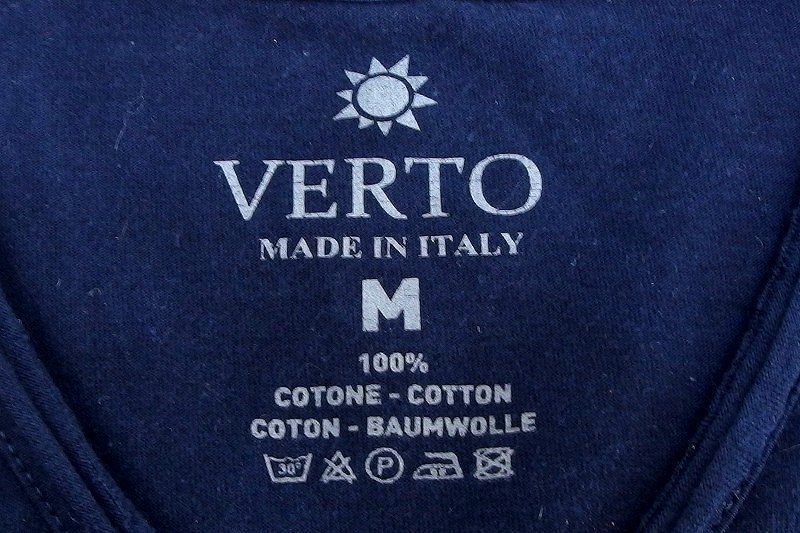 VERTO
MADE IN ITALY
M
100%
COTONE - COTTON
COTON - BAUMWOLLE
30° P